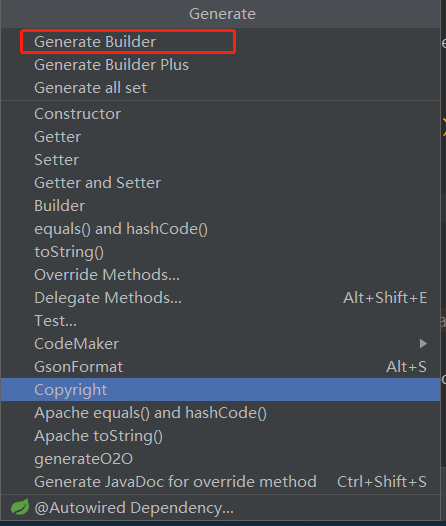 Generate
Generate Builder
Generate Builder Plus
Generate all set
Constructor
Getter
Setter
Getter and Setter
Builder
equals() and hashCode()
toString()
Override Methods...
Delegate Methods... Alt+Shift+E
Test...
CodeMaker
GsonFormat Alt+S
Copyright
Apache equals() and hashCode()
Apache toString()
generateO2O
Generate JavaDoc for override method Ctrl+Shift+S
@Autowired Dependency...